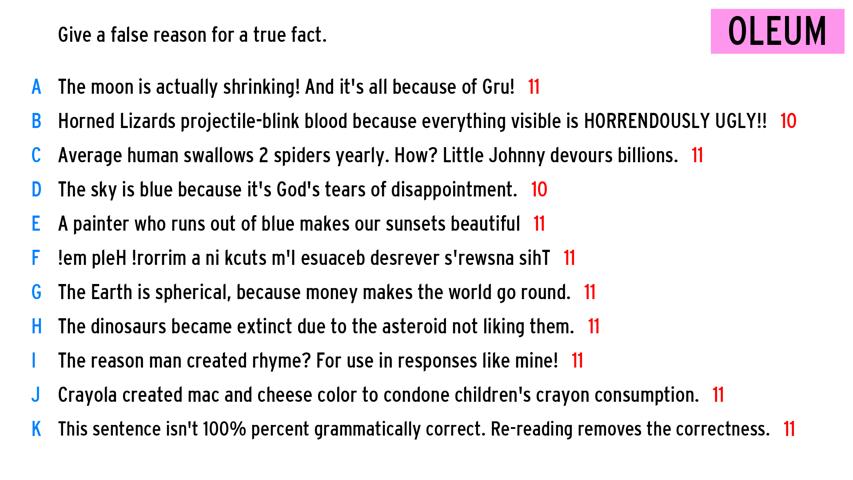 Give a false reason for a true fact.
OLEUM
A The moon is actually shrinking! And it's all because of Gru! 11
B Horned Lizards projectile-blink blood because everything visible is HORRENDOUSLY UGLY!! 10
C Average human swallows 2 spiders yearly. How? Little Johnny devours billions. 11
D The sky is blue because it's God's tears of disappointment. 10
E A painter who runs out of blue makes our sunsets beautiful 11
F !em pleH !rorrim a ni kcuts m'I esuaceb desrever s'rewsna sihT 11
G The Earth is spherical, because money makes the world go round. 11
H The dinosaurs became extinct due to the asteroid not liking them. 11
I The reason man created rhyme? For use in responses like mine! 11
J Crayola created mac and cheese color to condone children's crayon consumption. 11
K This sentence isn't 100% percent grammatically correct. Re-reading removes the correctness. 11